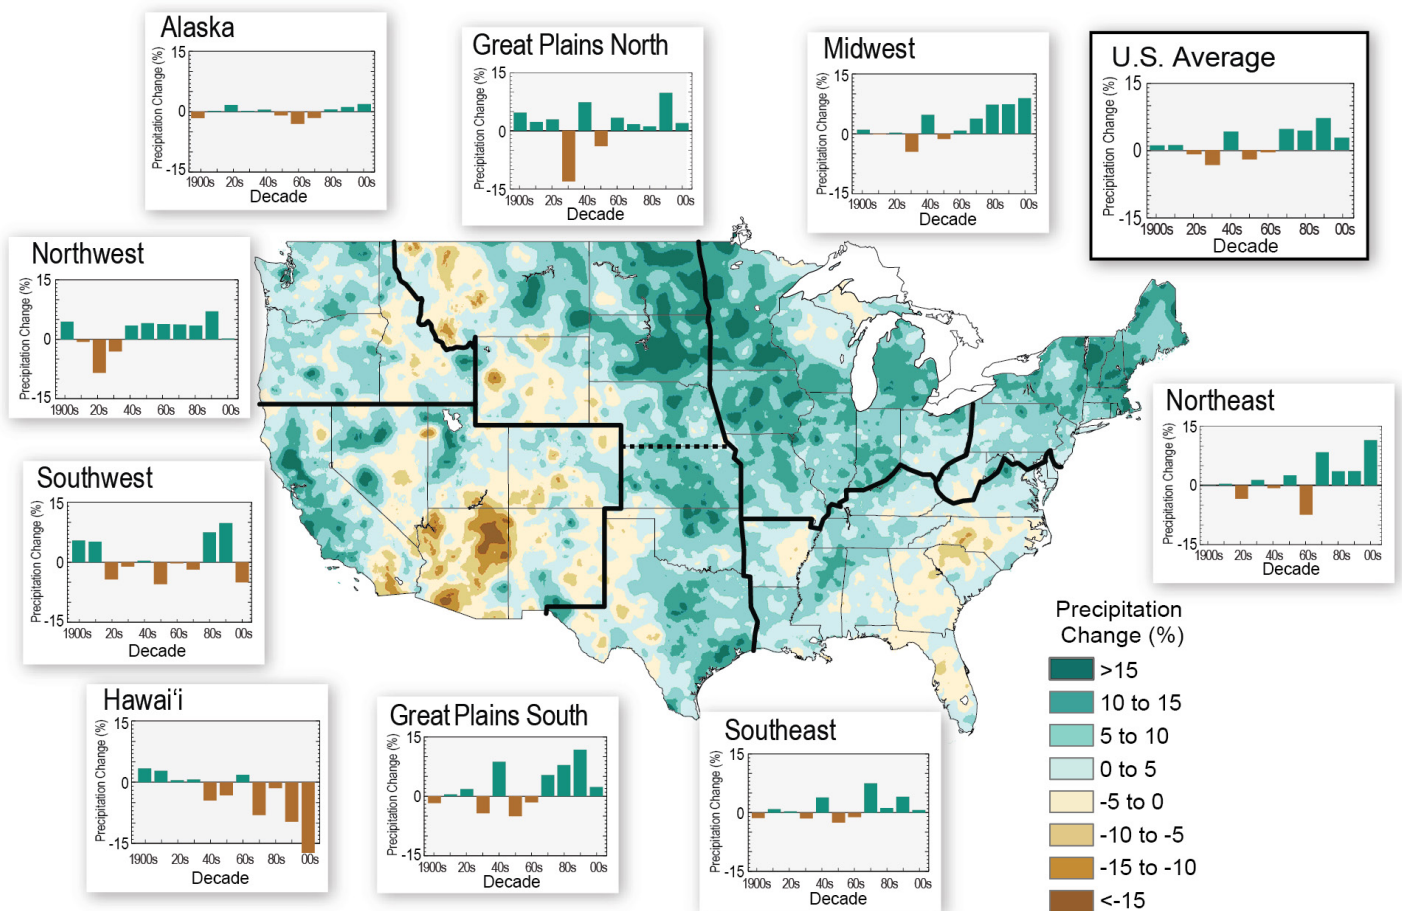 Alaska
Precipitation Change (%)
15
0
-15
1900s 20s 40s 60s 80s 00s
Decade
Great Plains North
Precipitation Change (%)
15
0
-15
1900s 20s 40s 60s 80s 00s
Decade
Midwest
Precipitation Change (%)
15
0
-15
1900s 20s 40s 60s 80s 00s
Decade
U.S. Average
Precipitation Change (%)
15
0
-15
1900's 20s 40s 60s 80s 00s
Decade
Northwest
Precipitation Change (%)
15
0
-15
1900s 20s 40s 60s 80s 00s
Decade
Northeast
Precipitation Change (%)
15
0
-15
1900s 20s 40s 60s 80s 00s
Decade
Southwest
Precipitation Change (%)
15
0
-15
1900s 20s 40s 60s 80s 00s
Decade
Hawai‘i
Precipitation Change (%)
15
0
-15
1900s 20s 40s 60s 80s 00s
Decade
Great Plains South
Precipitation Change (%)
15
0
-15
1900s 20s 40s 60s 80s 00s
Decade
Southeast
Precipitation Change (%)
15
0
-15
1900s 20s 40s 60s 80s 00s
Decade
Precipitation
Change (%)
>15
10 to 15
5 to 10
0 to 5
-5 to 0
-10 to -5
-15 to -10
<-15